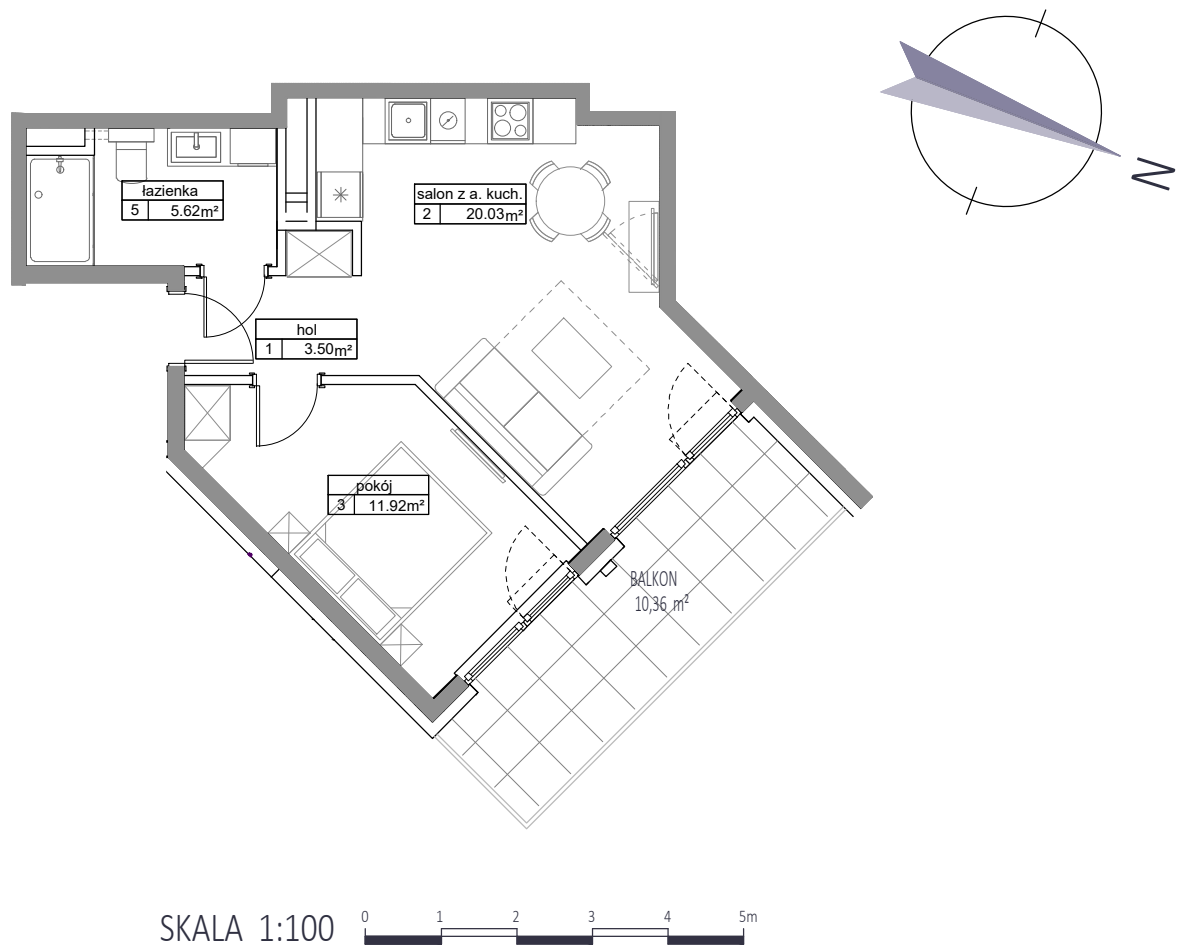 N
łazienka
5 5.62m²
salon z a. kuch.
2 20.03m²
hol
1 3.50m²
pokój
3 11.92m²
BALKON
10,36 m²
SKALA 1:100
0 1 2 3 4 5m